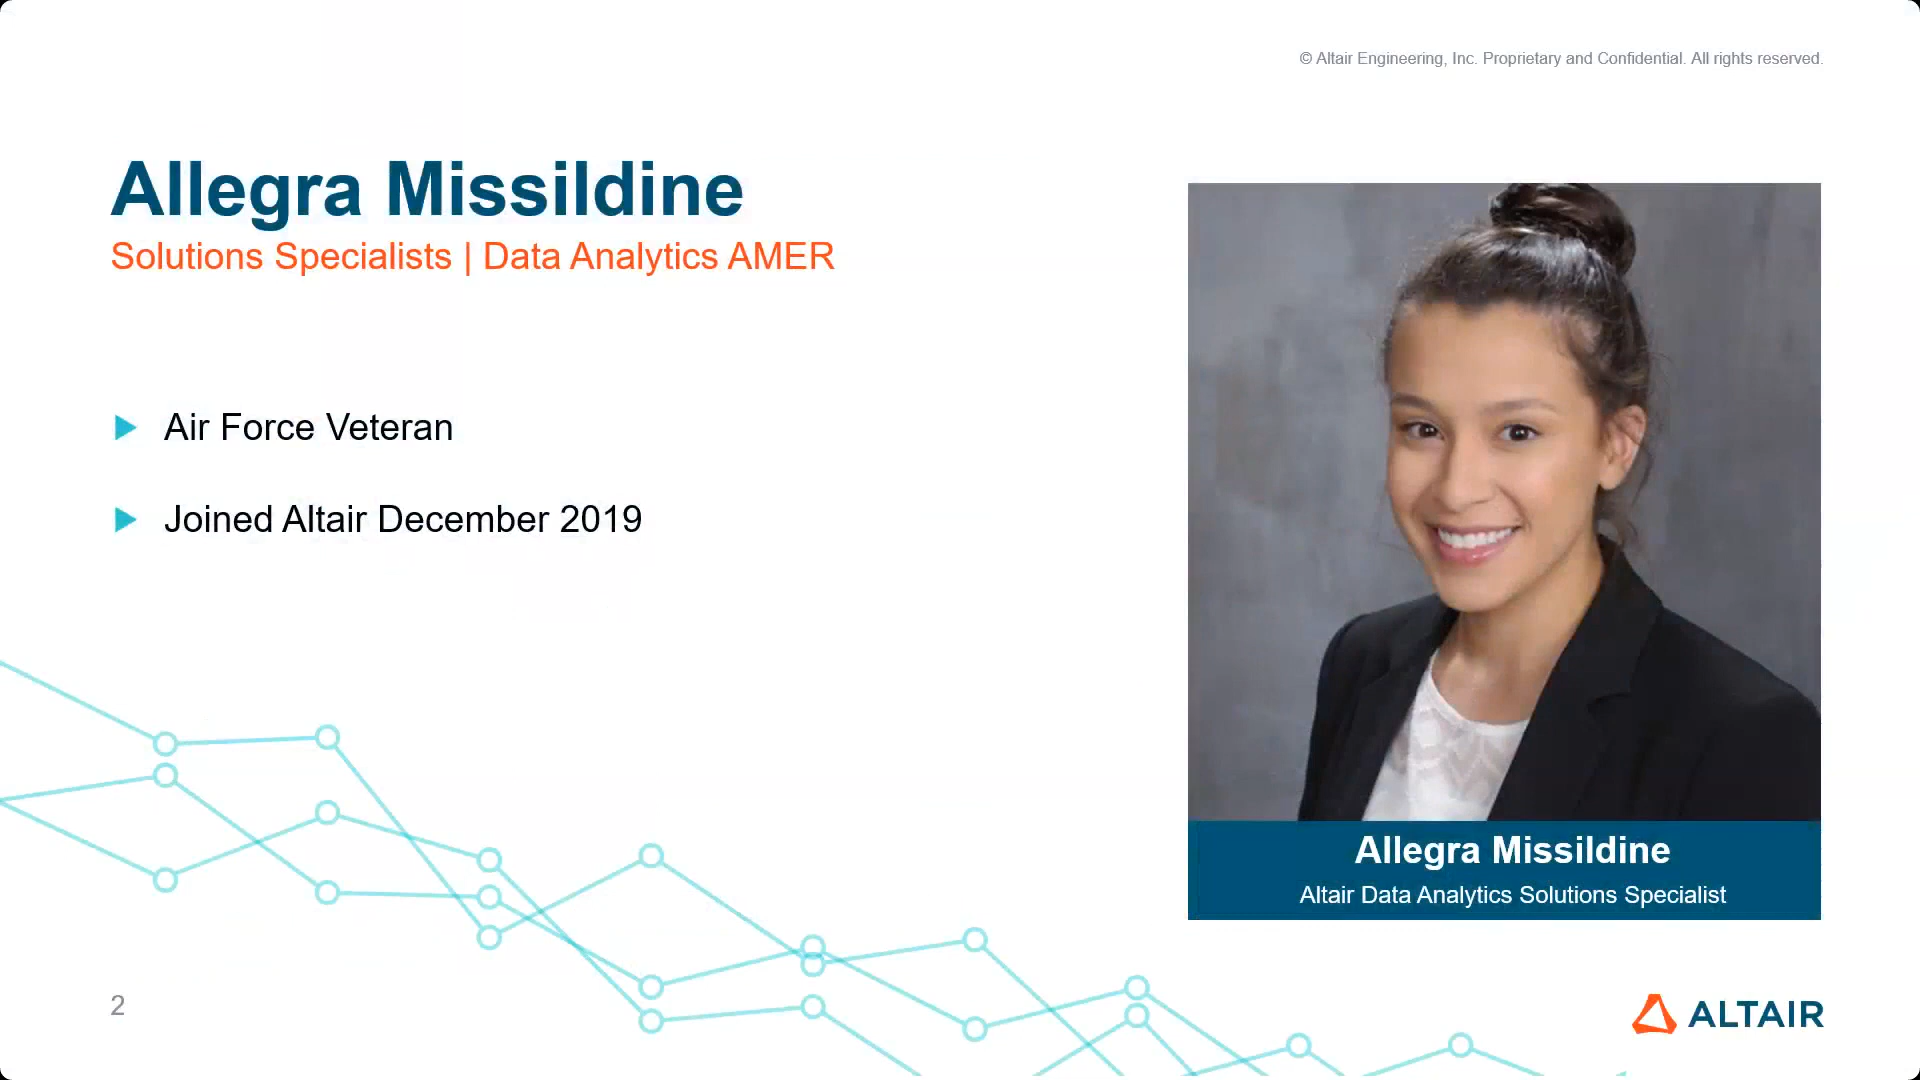 © Altair Engineering, Inc. Proprietary and Confidential. All rights reserved.
Allegra Missildine
Solutions Specialists | Data Analytics AMER
Air Force Veteran
Joined Altair December 2019
Allegra Missildine
Altair Data Analytics Solutions Specialist
2
ALTAIR